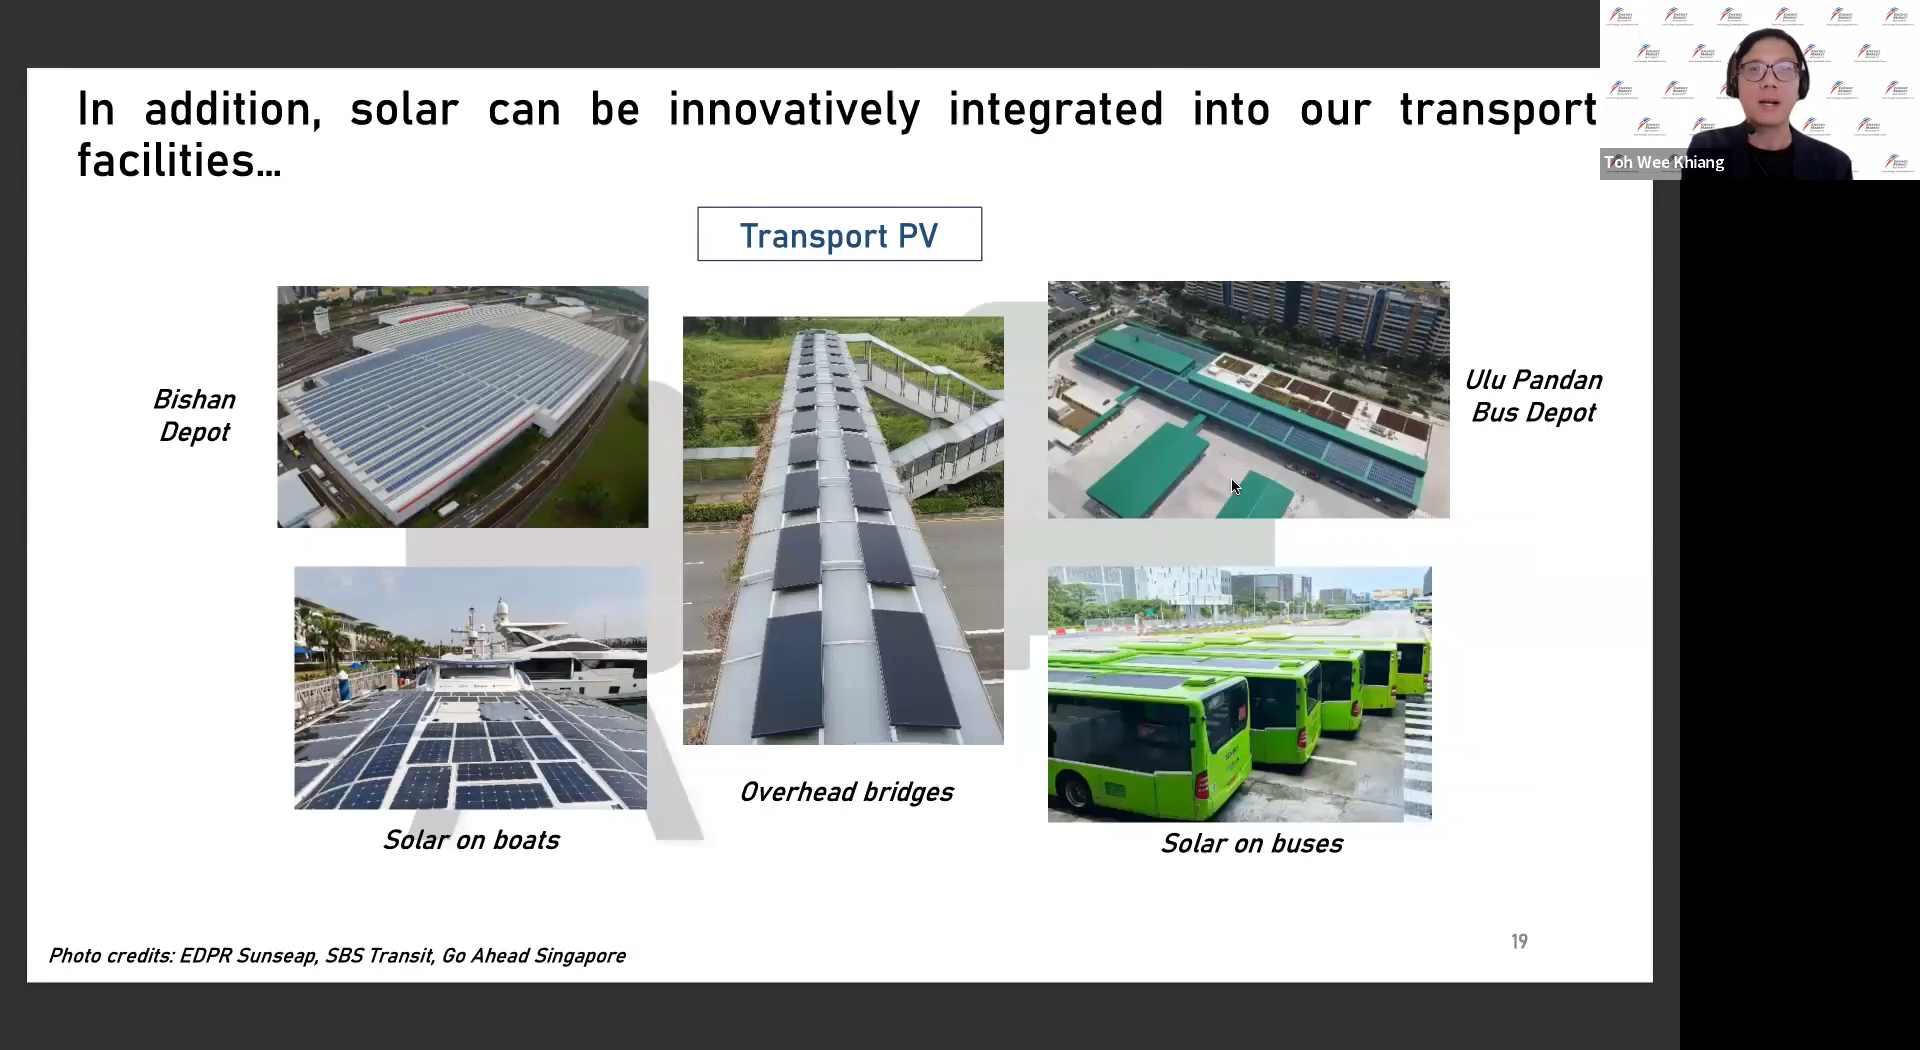 In addition, solar can be innovatively integrated into our transport
facilities...
Toh Wee Khiang
Transport PV
Bishan
Depot
Ulu Pandan
Bus Depot
Overhead bridges
Solar on boats
Solar on buses
Photo credits: EDPR Sunseap, SBS Transit, Go Ahead Singapore
19